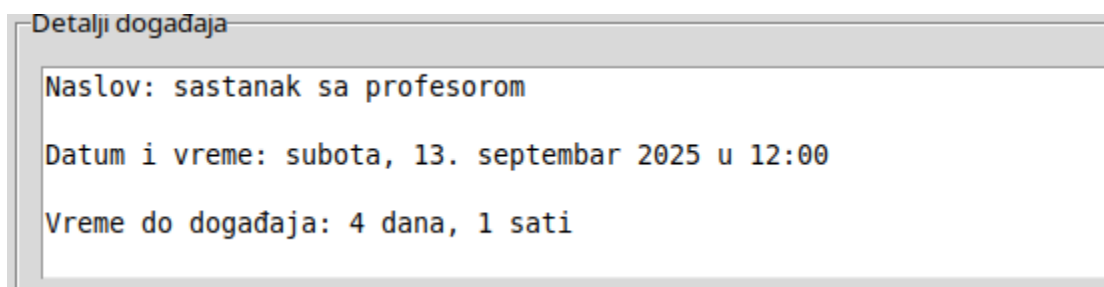 Detalji događaja
Naslov: sastanak sa profesorom
Datum i vreme: subota, 13. septembar 2025 u 12:00
Vreme do događaja: 4 dana, 1 sati